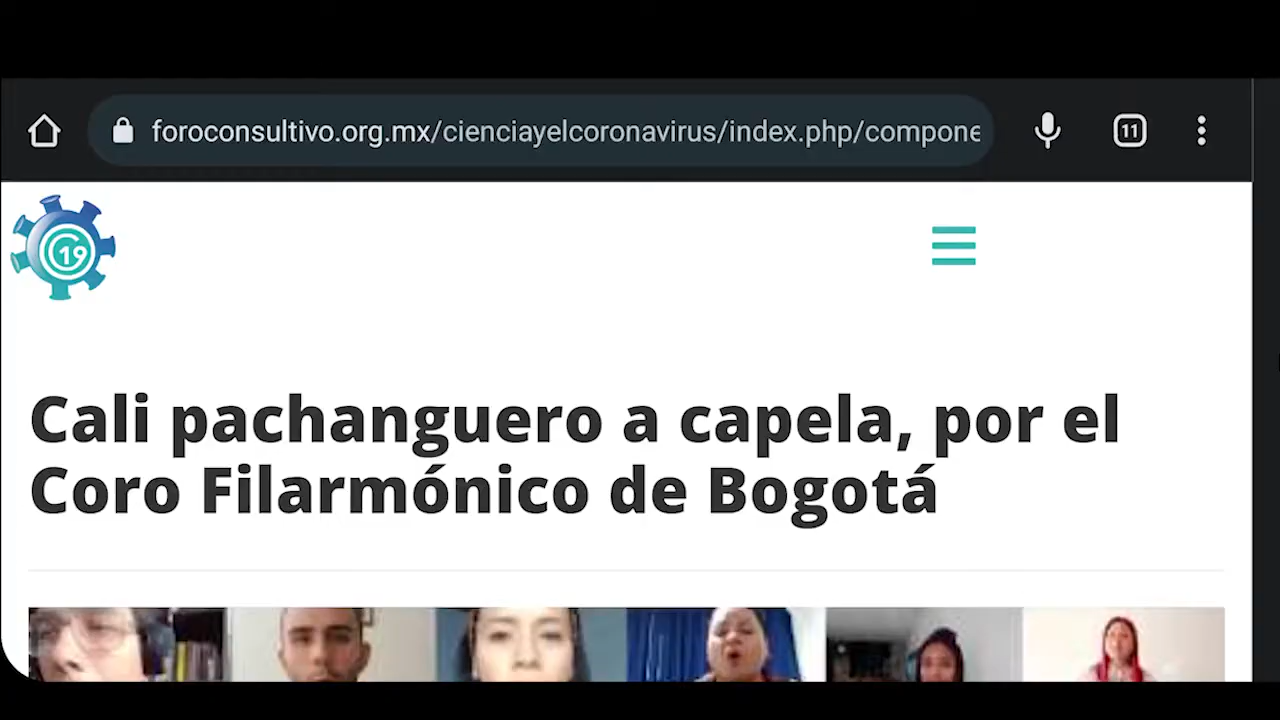 foroconsultivo.org.mx/cienciayelcoronavirus/index.php/compone
11
19
Cali pachanguero a capela, por el
Coro Filarmónico de Bogotá